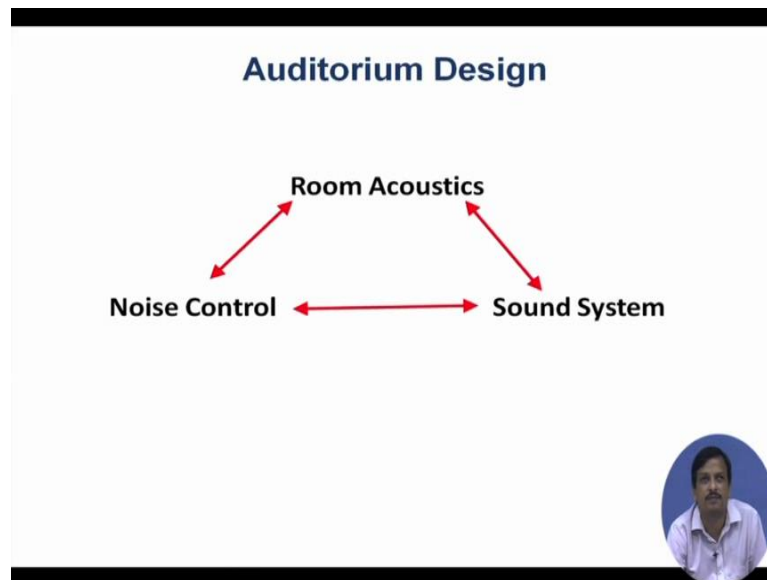 Auditorium Design
Room Acoustics
Noise Control
Sound System